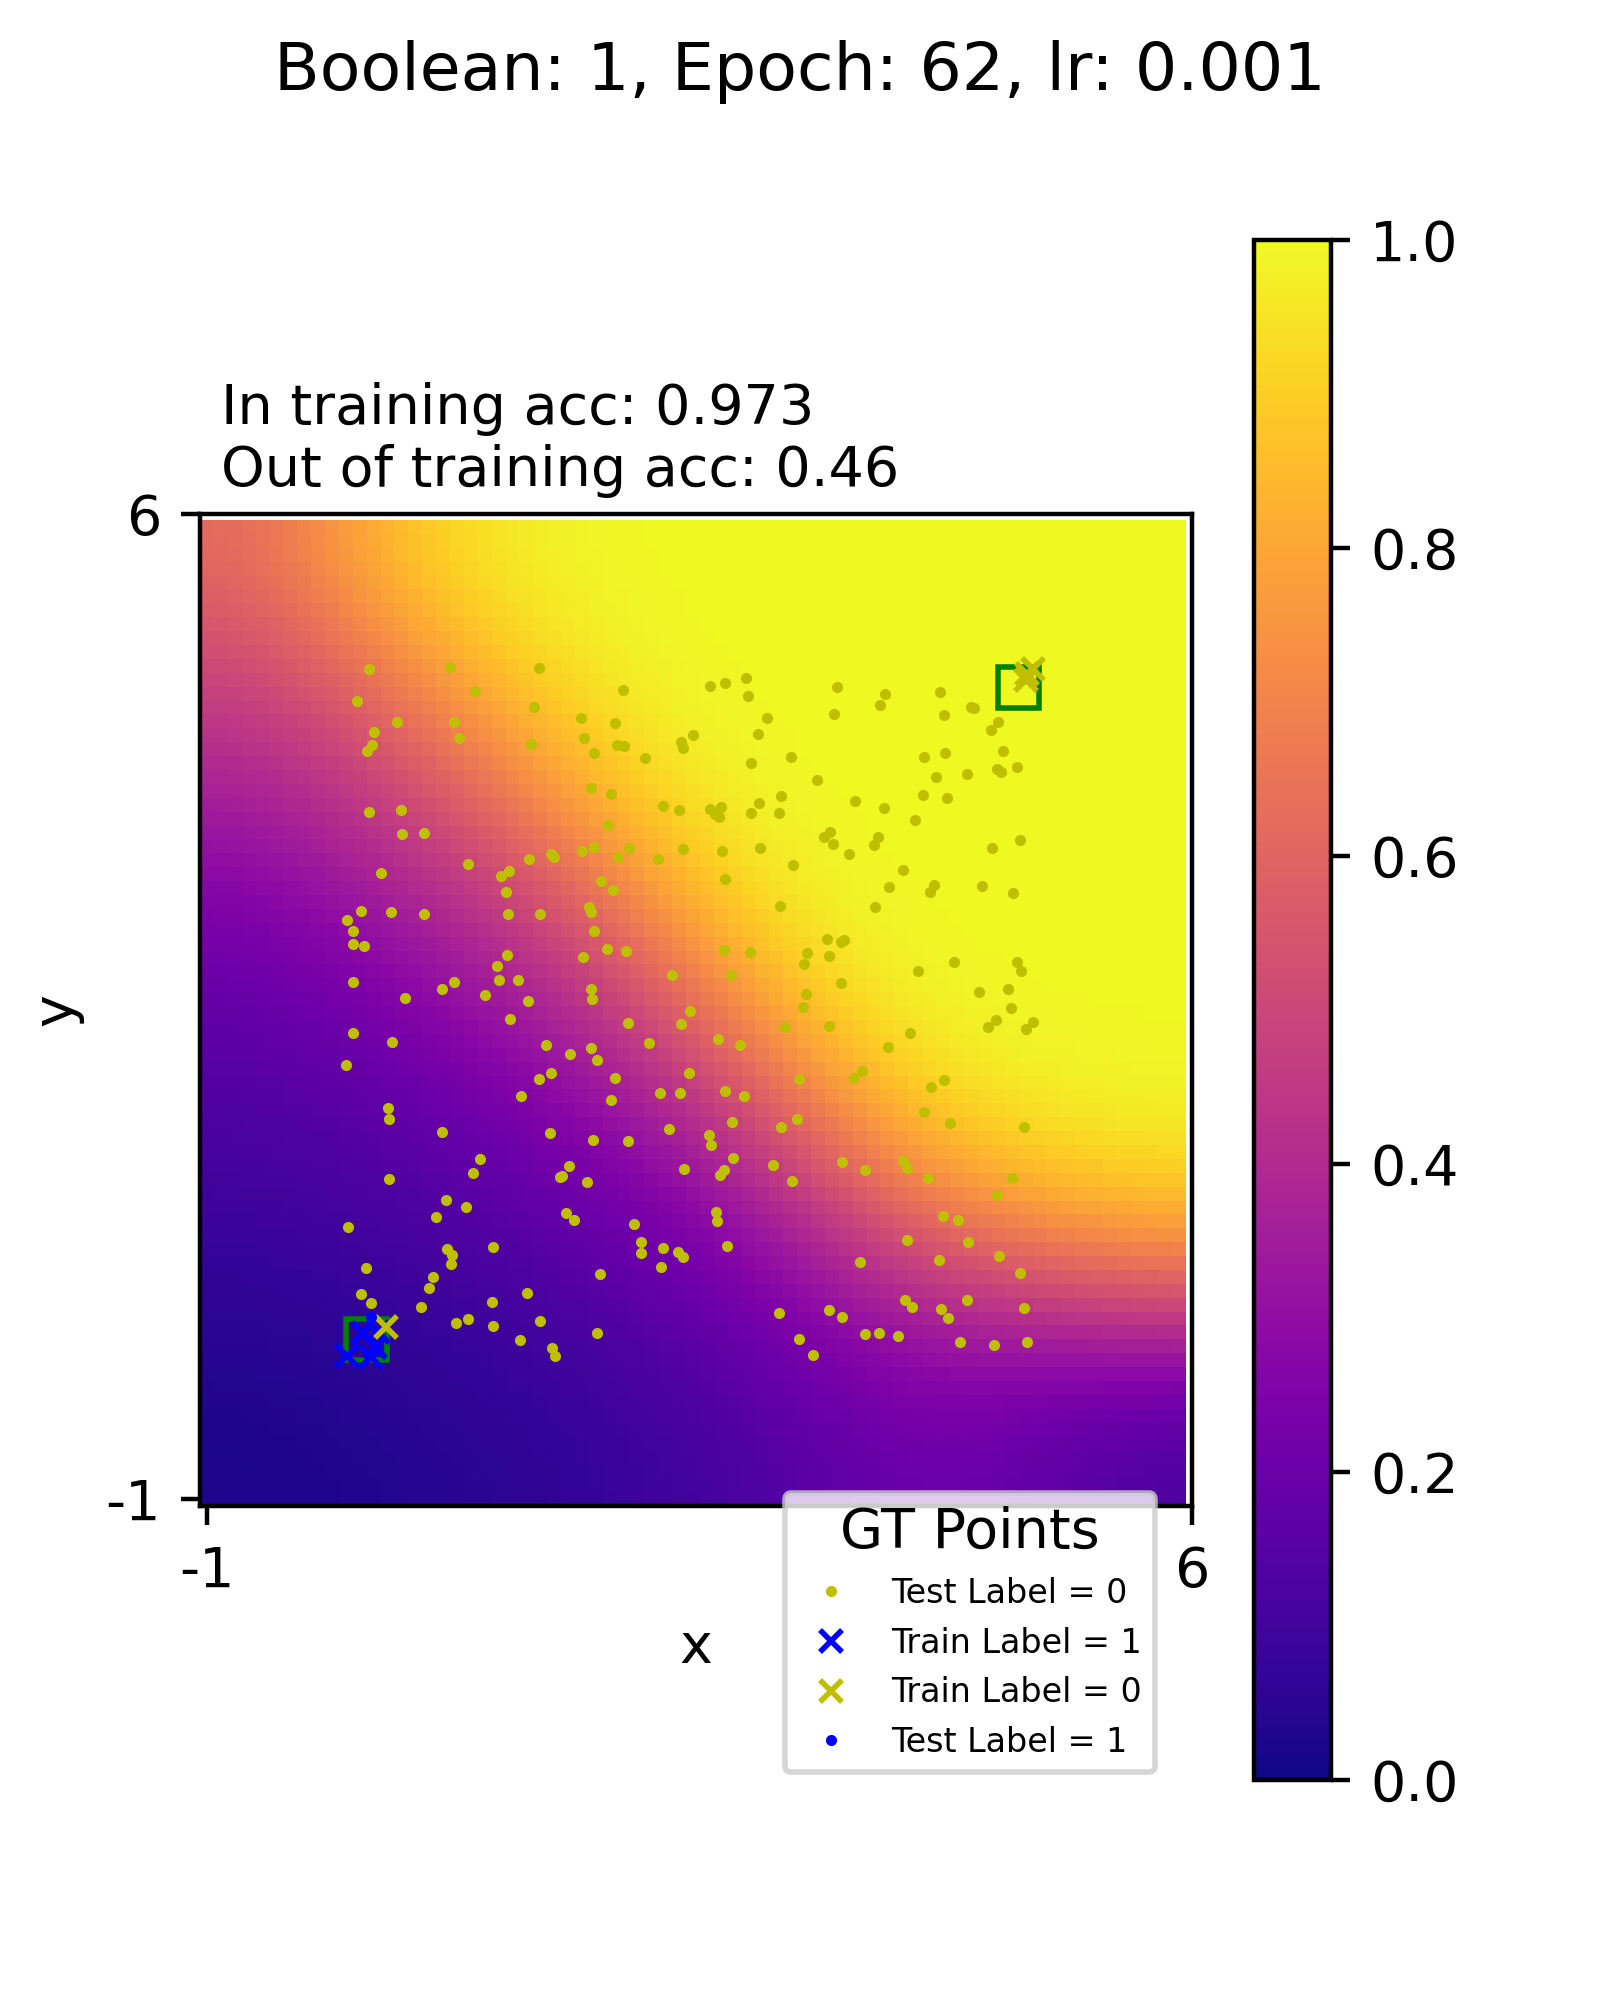 Boolean: 1, Epoch: 62, lr: 0.001
In training acc: 0.973
Out of training acc: 0.46
6
y
-1
-1
6
x
1.0
0.8
0.6
0.4
0.2
0.0
GT Points
Test Label = 0
Train Label = 1
Train Label = 0
Test Label = 1